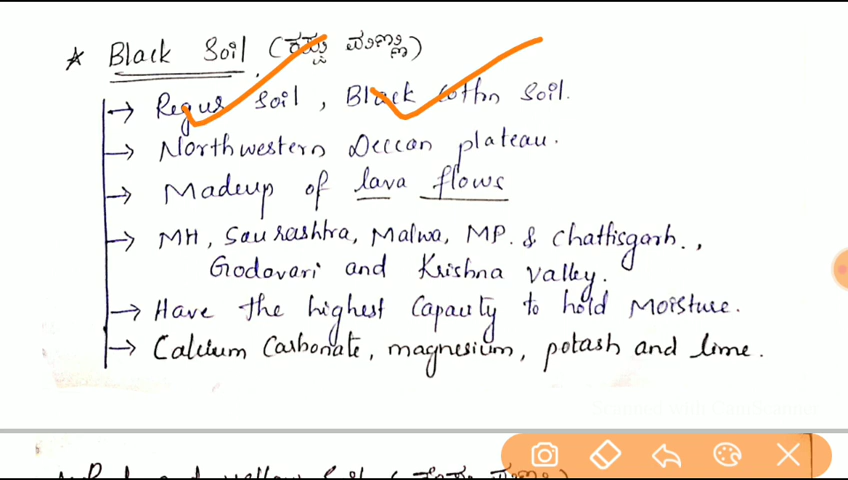 * Black Soil (ಕಪ್ಪು ಮಣ್ಣು)
→ Regur Soil, Black Cotton Soil.
→ Northwestern Deccan plateau.
→ Madeup of lava flows
→ MH, Saurashtra, Malwa, MP. & Chattisgarh.,
Godovari and Krishna valley.
→ Have the highest Capacity to hold Moisture.
→ Calcium Carbonate, magnesium, potash and lime.